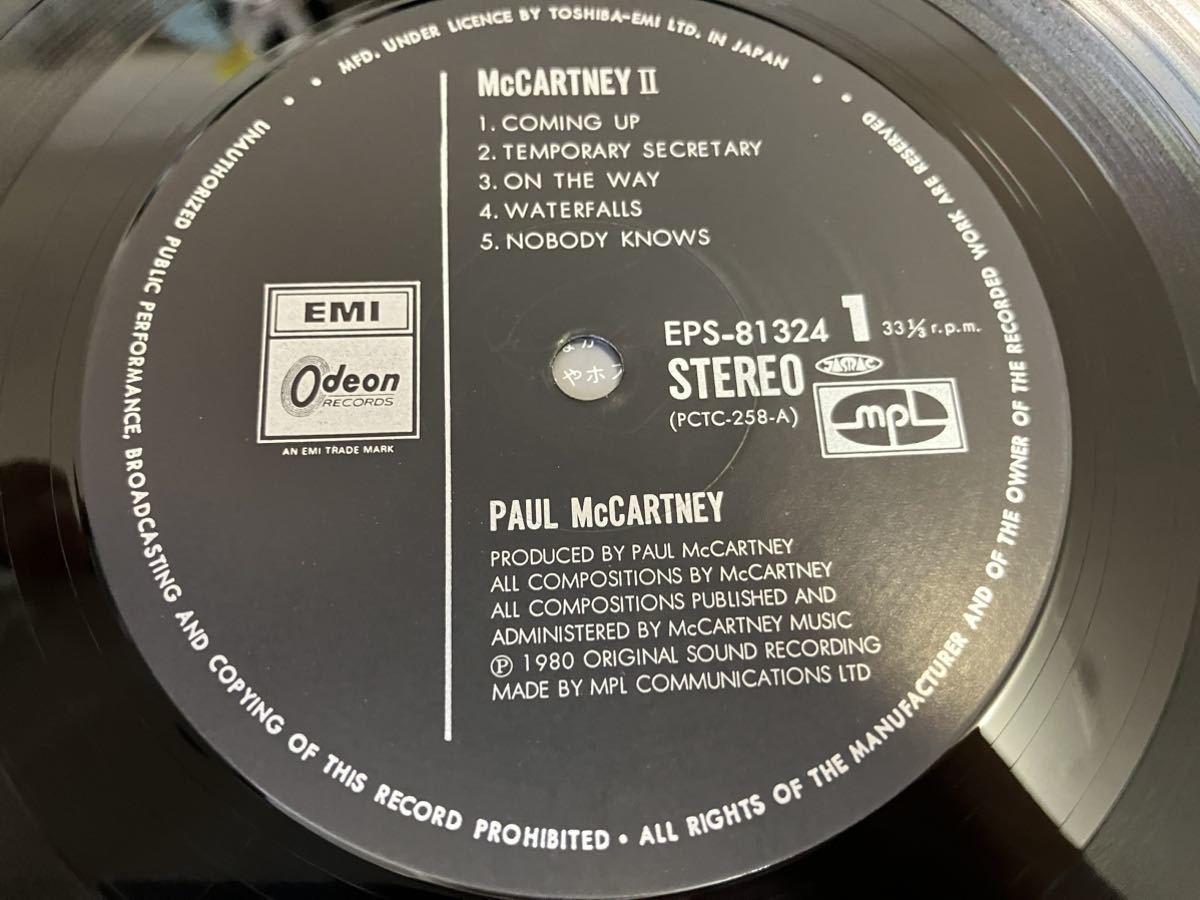 MFD. UNDER LICENCE BY TOSHIBA-EMI LTD. IN JAPAN
McCARTNEY II
1. COMING UP
2. TEMPORARY SECRETARY
3. ON THE WAY
4. WATERFALLS
5. NOBODY KNOWS
EMI
Odeon
RECORDS
AN EMI TRADE MARK
EPS-81324 1 33⅓ r.p.m.
STEREO
JASRAC
(PCTC-258-A)
mpl
PAUL McCARTNEY
PRODUCED BY PAUL McCARTNEY
ALL COMPOSITIONS BY McCARTNEY
ALL COMPOSITIONS PUBLISHED AND
ADMINISTERED BY McCARTNEY MUSIC
℗ 1980 ORIGINAL SOUND RECORDING
MADE BY MPL COMMUNICATIONS LTD
UNAUTHORIZED PUBLIC PERFORMANCE, BROADCASTING AND COPYING OF THIS RECORD PROHIBITED • ALL RIGHTS OF THE MANUFACTURER AND OF THE OWNER OF THE RECORDED WORK ARE RESERVED